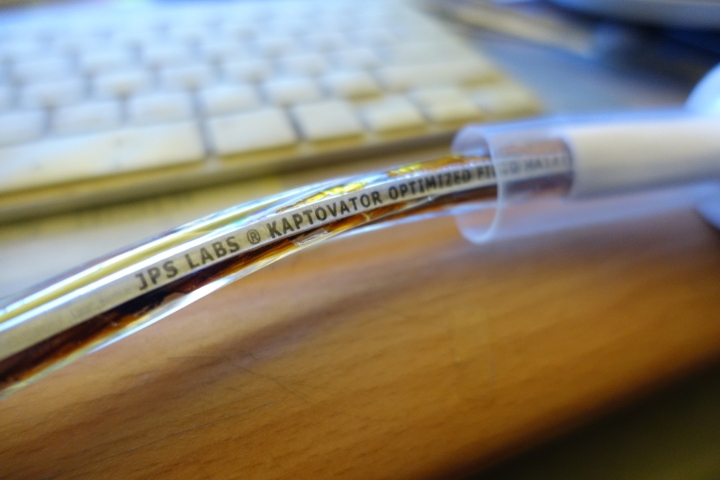 JPS LABS ® KAPTOVATOR OPTIMIZED